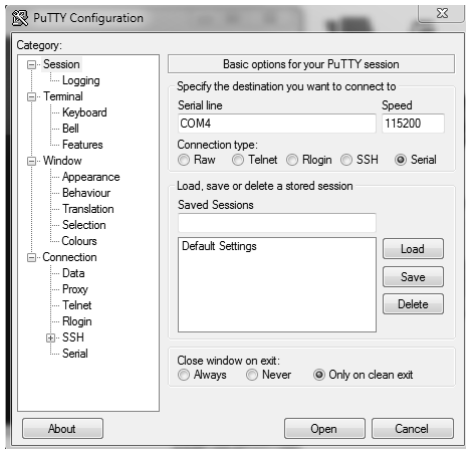 PuTTY Configuration
Category:
Session
Logging
Terminal
Keyboard
Bell
Features
Window
Appearance
Behaviour
Translation
Selection
Colours
Connection
Data
Proxy
Telnet
Rlogin
SSH
Serial
Basic options for your PuTTY session
Specify the destination you want to connect to
Serial line Speed
COM4 115200
Connection type:
Raw Telnet Rlogin SSH Serial
Load, save or delete a stored session
Saved Sessions
Default Settings
Load
Save
Delete
Close window on exit:
Always Never Only on clean exit
About Open Cancel